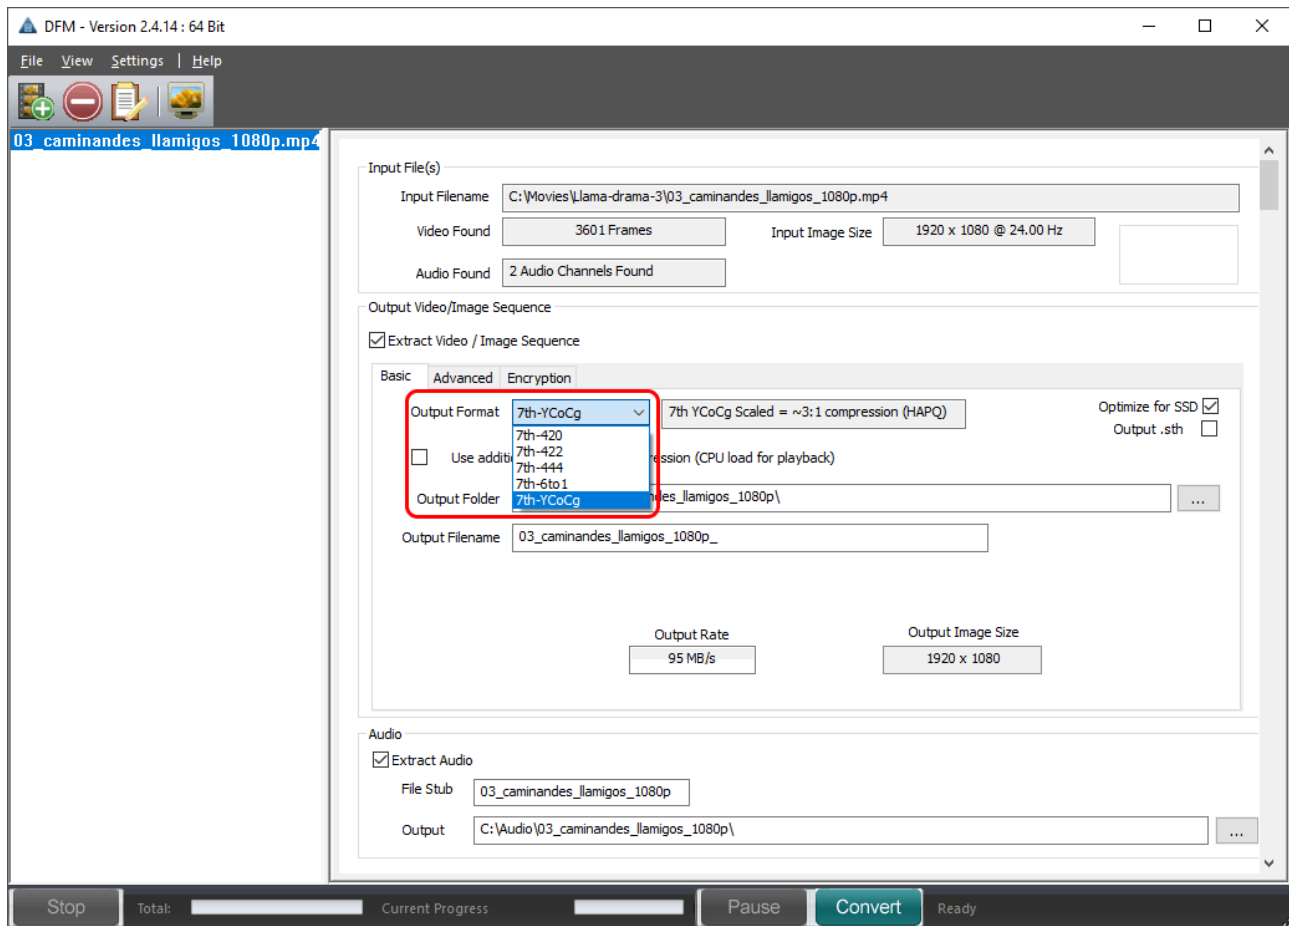 DFM - Version 2.4.14 : 64 Bit
File View Settings | Help
03_caminandes_llamigos_1080p.mp4
Input File(s)
Input Filename C:\Movies\Llama-drama-3\03_caminandes_llamigos_1080p.mp4
Video Found 3601 Frames Input Image Size 1920 x 1080 @ 24.00 Hz
Audio Found 2 Audio Channels Found
Output Video/Image Sequence
Extract Video / Image Sequence
Basic Advanced Encryption
Output Format 7th-YCoCg 7th YCoCg Scaled = ~3:1 compression (HAPQ) Optimize for SSD
Output .sth
7th-420
7th-422
Use (CPU load for playback)
7th-444
7th-6to1
Output Folder 7th-YCoCg des_llamigos_1080p\ ...
Output Filename 03_caminandes_llamigos_1080p_
Output Rate Output Image Size
95 MB/s 1920 x 1080
Audio
Extract Audio
File Stub 03_caminandes_llamigos_1080p
Output C:\Audio\03_caminandes_llamigos_1080p\ ...
Stop Total: Current Progress Pause Convert Ready